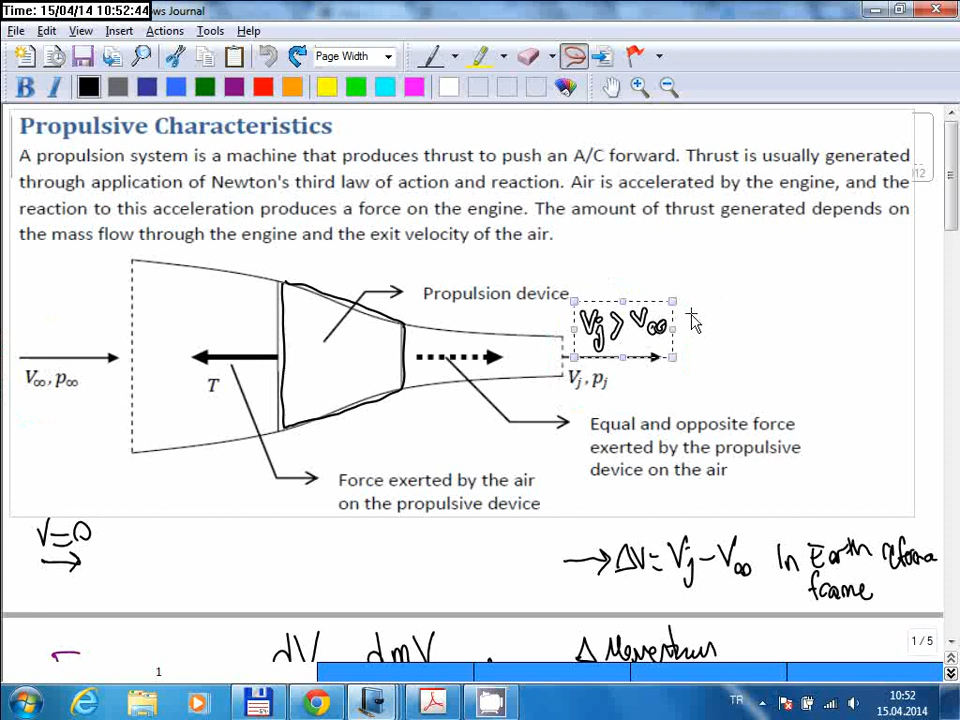 Time: 15/04/14 10:52:44
ws Journal
File Edit View Insert Actions Tools Help
Page Width
B I
Propulsive Characteristics
A propulsion system is a machine that produces thrust to push an A/C forward. Thrust is usually generated
through application of Newton's third law of action and reaction. Air is accelerated by the engine, and the
reaction to this acceleration produces a force on the engine. The amount of thrust generated depends on
the mass flow through the engine and the exit velocity of the air.
12
Propulsion device
Vj > V∞
V∞, p∞
T
Vj, pj
Equal and opposite force
exerted by the propulsive
device on the air
Force exerted by the air
on the propulsive device
V=0
→ ΔV = Vj - V∞ In Earth
frame
1 / 5
dV dmV Δ Momentum
1
TR
10:52
15.04.2014